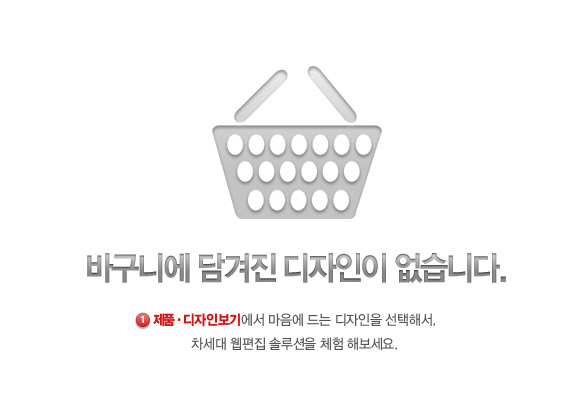 바구니에 담겨진 디자인이 없습니다.
1 제품·디자인보기에서 마음에 드는 디자인을 선택해서,
차세대 웹편집 솔루션을 체험 해보세요.